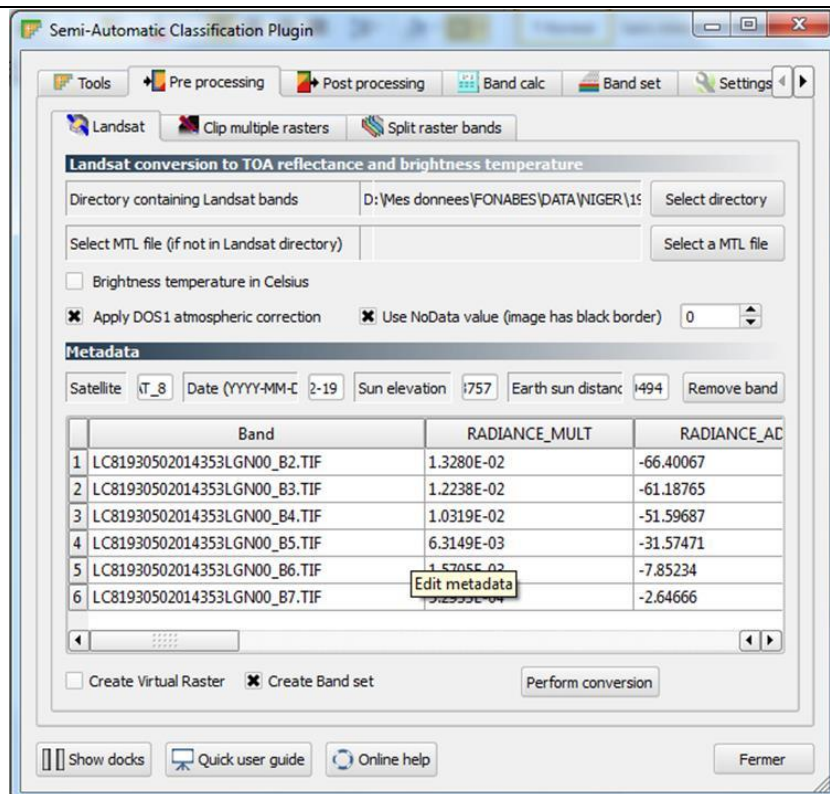 Semi-Automatic Classification Plugin
Tools Pre processing Post processing Band calc Band set Settings
Landsat Clip multiple rasters Split raster bands
Landsat conversion to TOA reflectance and brightness temperature
Directory containing Landsat bands D:\Mes donnees\FONABES\DATA\NIGER\19 Select directory
Select MTL file (if not in Landsat directory) Select a MTL file
Brightness temperature in Celsius
Apply DOS1 atmospheric correction Use NoData value (image has black border) 0
Metadata
Satellite AT_8 Date (YYYY-MM-D 2-19 Sun elevation 3757 Earth sun distanc 9494 Remove band
Band RADIANCE_MULT RADIANCE_AD
1 LC81930502014353LGN00_B2.TIF 1.3280E-02 -66.40067
2 LC81930502014353LGN00_B3.TIF 1.2238E-02 -61.18765
3 LC81930502014353LGN00_B4.TIF 1.0319E-02 -51.59687
4 LC81930502014353LGN00_B5.TIF 6.3149E-03 -31.57471
5 LC81930502014353LGN00_B6.TIF -7.85234
Edit metadata
6 LC81930502014353LGN00_B7.TIF -2.64666
Create Virtual Raster Create Band set Perform conversion
Show docks Quick user guide Online help Fermer